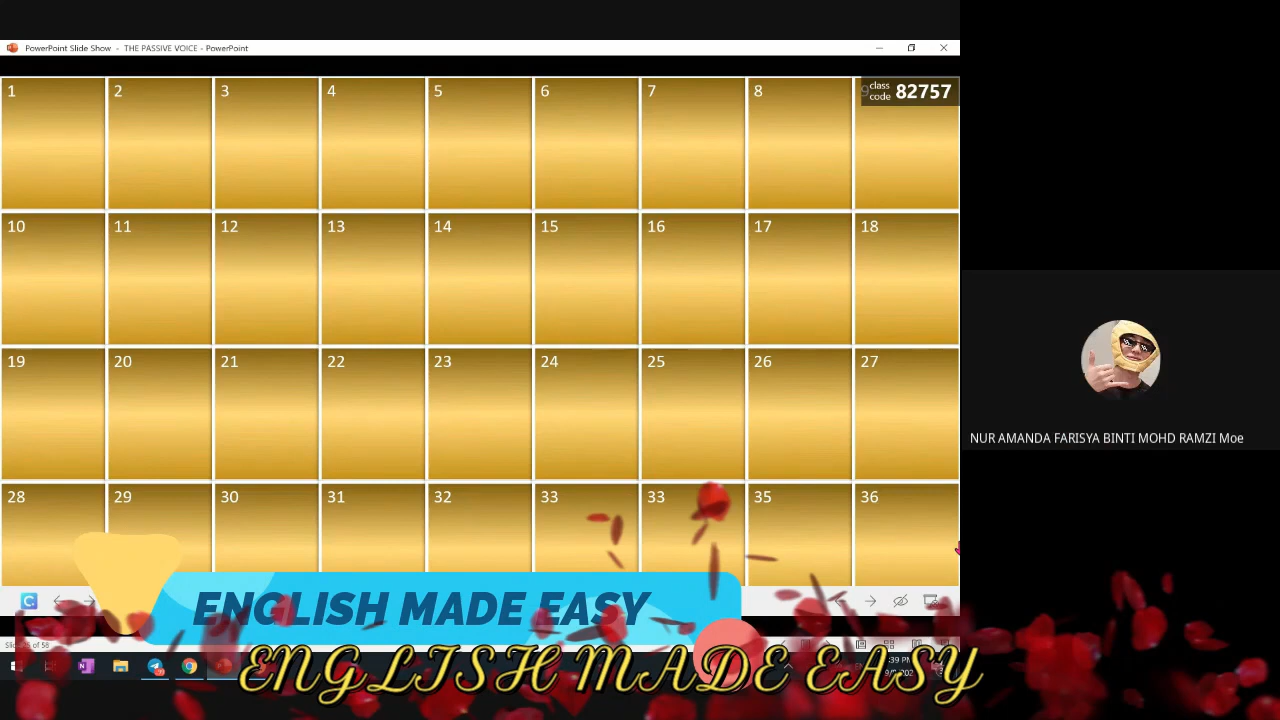 PowerPoint Slide Show - THE PASSIVE VOICE - PowerPoint
1 2 3 4 5 6 7 8 9 class code 82757
10 11 12 13 14 15 16 17 18
19 20 21 22 23 24 25 26 27
28 29 30 31 32 33 33 35 36
NUR AMANDA FARISYA BINTI MOHD RAMZI Moe
ENGLISH MADE EASY
of 58
ENGLISH MADE EASY